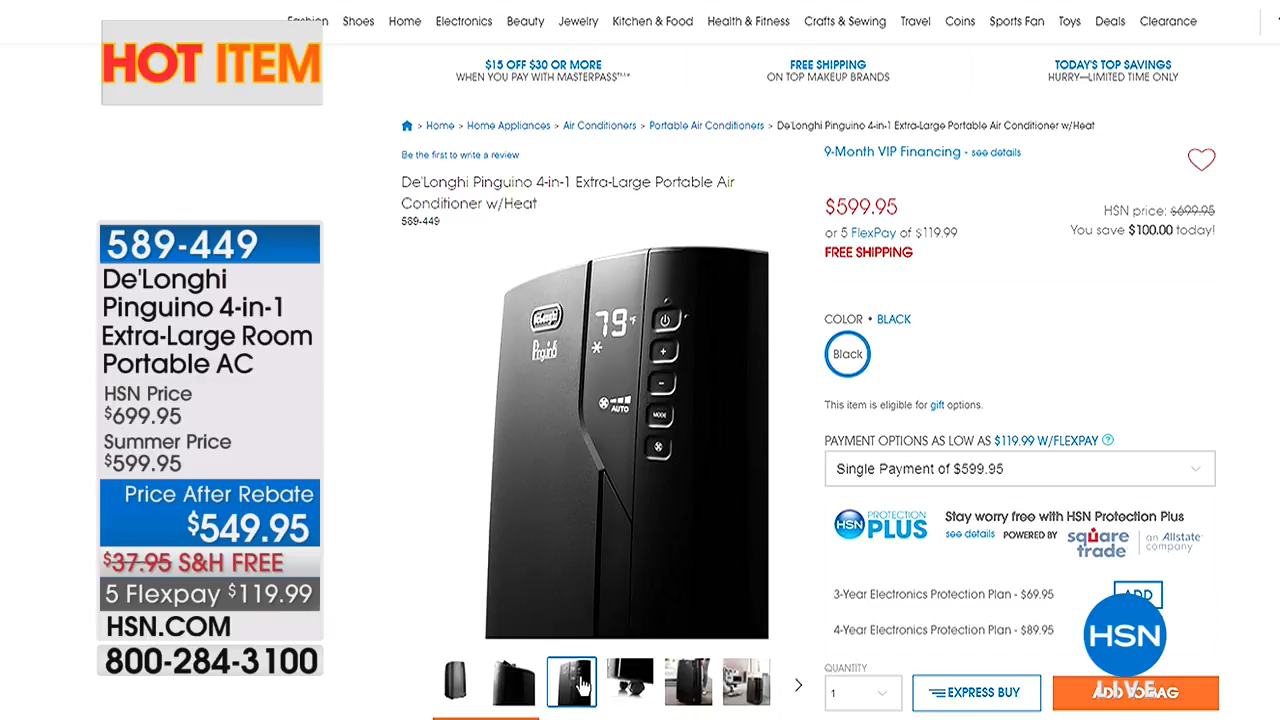 Fashion Shoes Home Electronics Beauty Jewelry Kitchen & Food Health & Fitness Crafts & Sewing Travel Coins Sports Fan Toys Deals Clearance
HOT ITEM
$15 OFF $30 OR MORE
WHEN YOU PAY WITH MASTERPASS
FREE SHIPPING
ON TOP MAKEUP BRANDS
TODAY'S TOP SAVINGS
HURRY—LIMITED TIME ONLY
> Home > Home Appliances > Air Conditioners > Portable Air Conditioners > De'Longhi Pinguino 4-in-1 Extra-Large Portable Air Conditioner w/Heat
Be the first to write a review
De'Longhi Pinguino 4-in-1 Extra-Large Portable Air
Conditioner w/Heat
589-449
9-Month VIP Financing - see details
$599.95
HSN price: $699.95
or 5 FlexPay of $119.99
You save $100.00 today!
FREE SHIPPING
589-449
De'Longhi
Pinguino 4-in-1
Extra-Large Room
Portable AC
HSN Price
$699.95
Summer Price
$599.95
Price After Rebate
$549.95
$37.95 S&H FREE
5 Flexpay $119.99
HSN.COM
800-284-3100
DeLonghi
Pinguino
79°F
AUTO
+
-
MODE
COLOR • BLACK
Black
This item is eligible for gift options.
PAYMENT OPTIONS AS LOW AS $119.99 W/FLEXPAY ?
Single Payment of $599.95
HSN PROTECTION
PLUS
Stay worry free with HSN Protection Plus
see details POWERED BY square trade | an Allstate company
3-Year Electronics Protection Plan - $69.95
ADD
4-Year Electronics Protection Plan - $89.95
HSN
LIVE
QUANTITY
1
EXPRESS BUY
ADD TO BAG